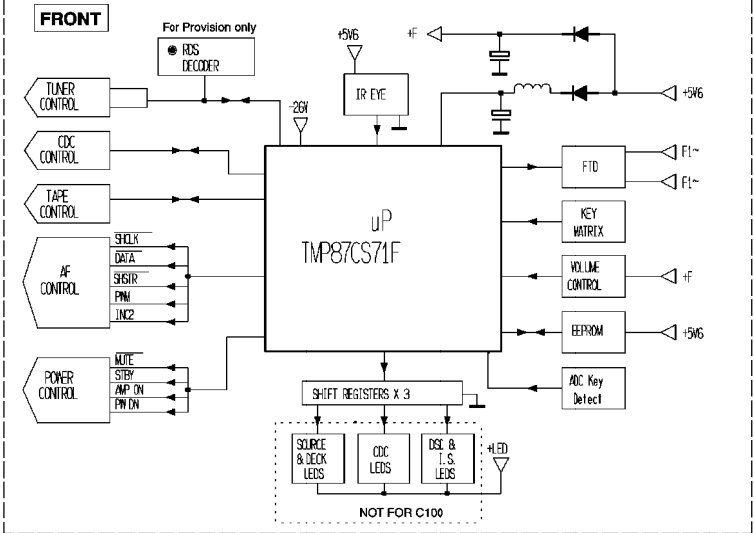 FRONT
For Provision only
RDS
DECODER
+5V6
+F
IR EYE
+5V6
TUNER
CONTROL
-26V
CDC
CONTROL
TAPE
CONTROL
uP
TMP87CS71F
FTD
F1~
F1~
KEY
MATRIX
VOLUME
CONTROL
+F
EEPROM
+5V6
ADC Key
Detect
AF
CONTROL
SHCLK
DATA
SHSTR
PNM
INC2
POWER
CONTROL
MUTE
STBY
AMP ON
SHIFT REGISTERS X 3
SOURCE
& DECK
LEDS
CDC
LEDS
DSC &
I.S.
LEDS
+LED
NOT FOR C100